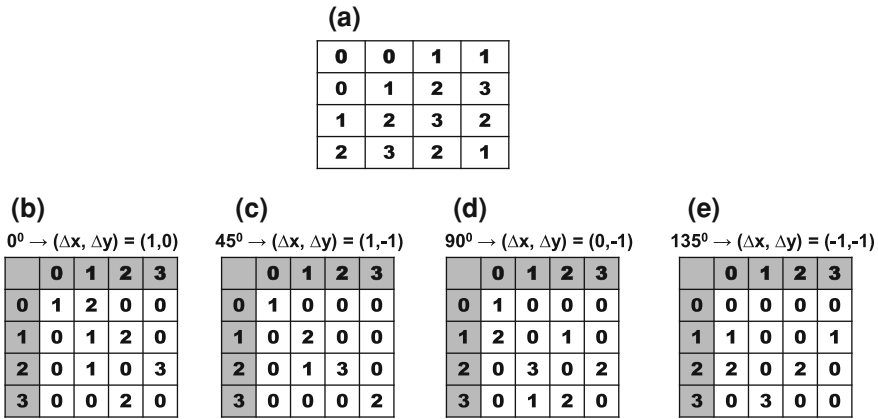 (a)
0 0 1 1
0 1 2 3
1 2 3 2
2 3 2 1
(b)
0⁰ → (Δx, Δy) = (1,0)
0 1 2 3
0 1 2 0 0
1 0 1 2 0
2 0 1 0 3
3 0 0 2 0
(c)
45⁰ → (Δx, Δy) = (1,-1)
0 1 2 3
0 1 0 0 0
1 0 2 0 0
2 0 1 3 0
3 0 0 0 2
(d)
90⁰ → (Δx, Δy) = (0,-1)
0 1 2 3
0 1 0 0 0
1 2 0 1 0
2 0 3 0 2
3 0 1 2 0
(e)
135⁰ → (Δx, Δy) = (-1,-1)
0 1 2 3
0 0 0 0 0
1 1 0 0 1
2 2 0 2 0
3 0 3 0 0